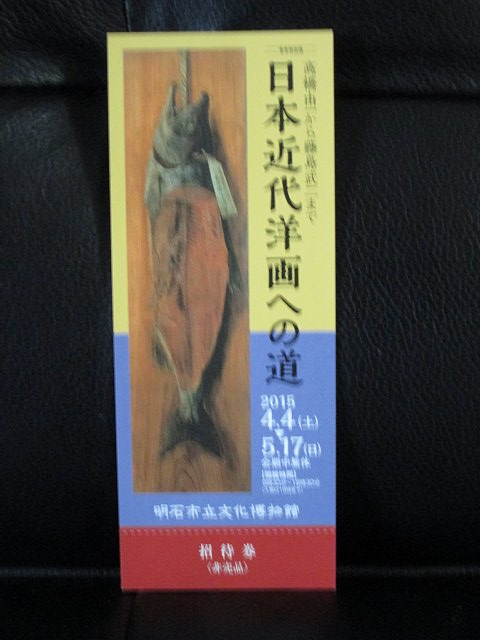 高橋由一から藤島武二まで
日本近代洋画への道
2015
4.4(土)
5.17(日)
会期中無休
明石市立文化博物館
招待券
(非売品)